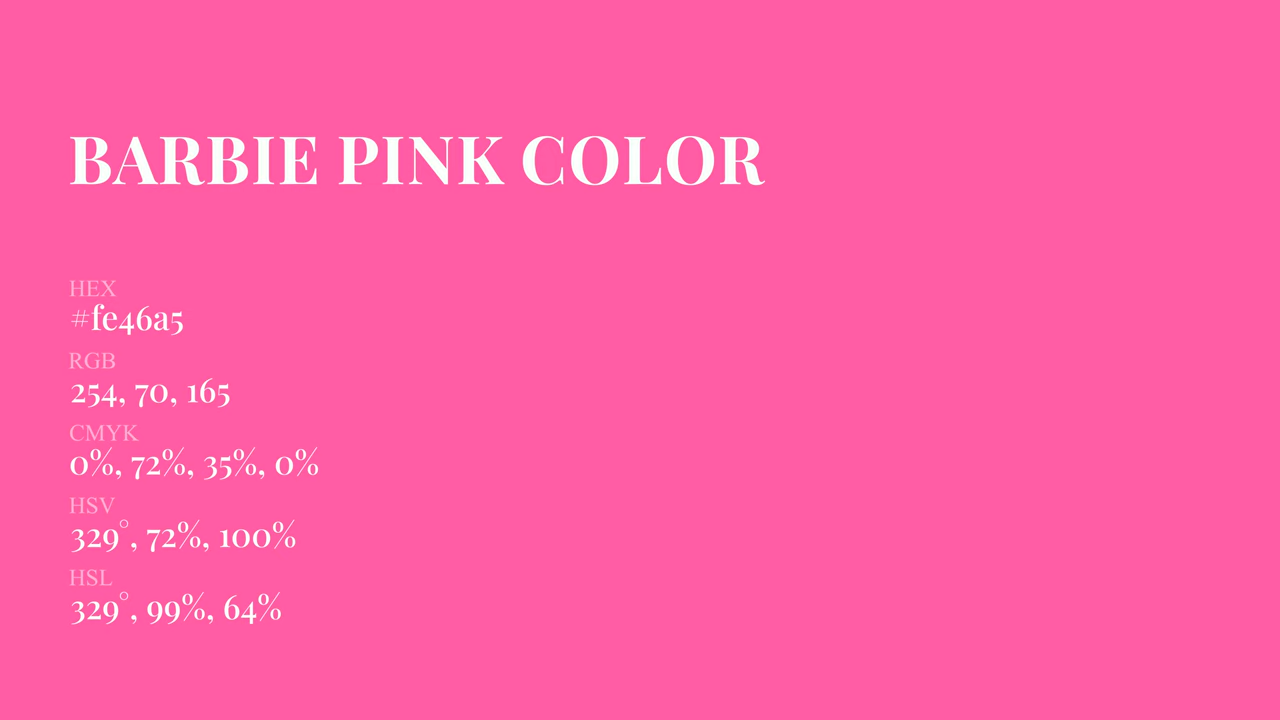 BARBIE PINK COLOR
HEX
#fe46a5
RGB
254, 70, 165
CMYK
0%, 72%, 35%, 0%
HSV
329°, 72%, 100%
HSL
329°, 99%, 64%